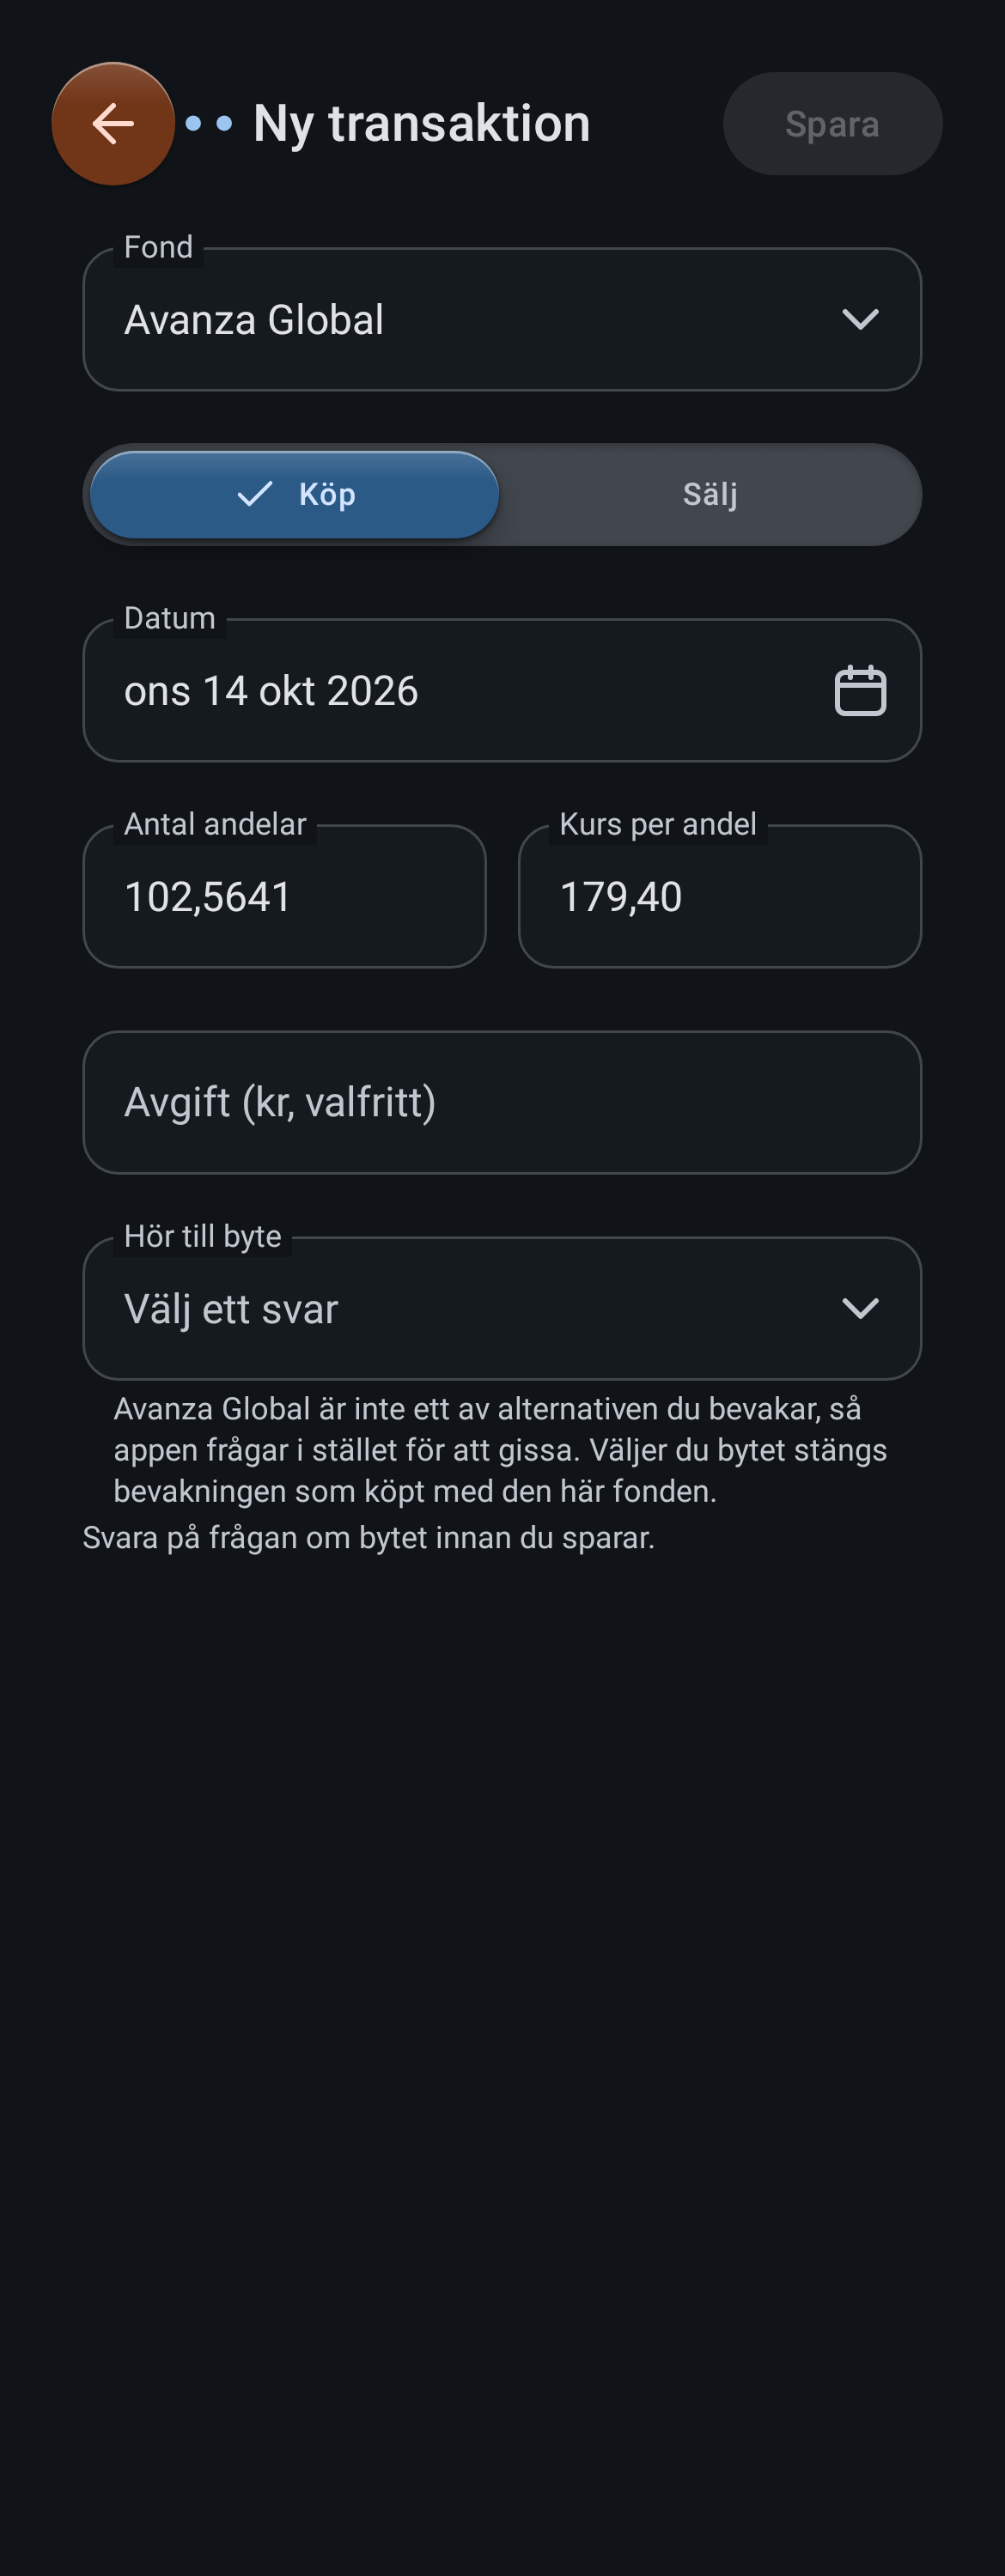 Ny transaktion
Spara
Fond
Avanza Global
Köp
Sälj
Datum
ons 14 okt 2026
Antal andelar
102,5641
Kurs per andel
179,40
Avgift (kr, valfritt)
Hör till byte
Välj ett svar
Avanza Global är inte ett av alternativen du bevakar, så
appen frågar i stället för att gissa. Väljer du bytet stängs
bevakningen som köpt med den här fonden.
Svara på frågan om bytet innan du sparar.